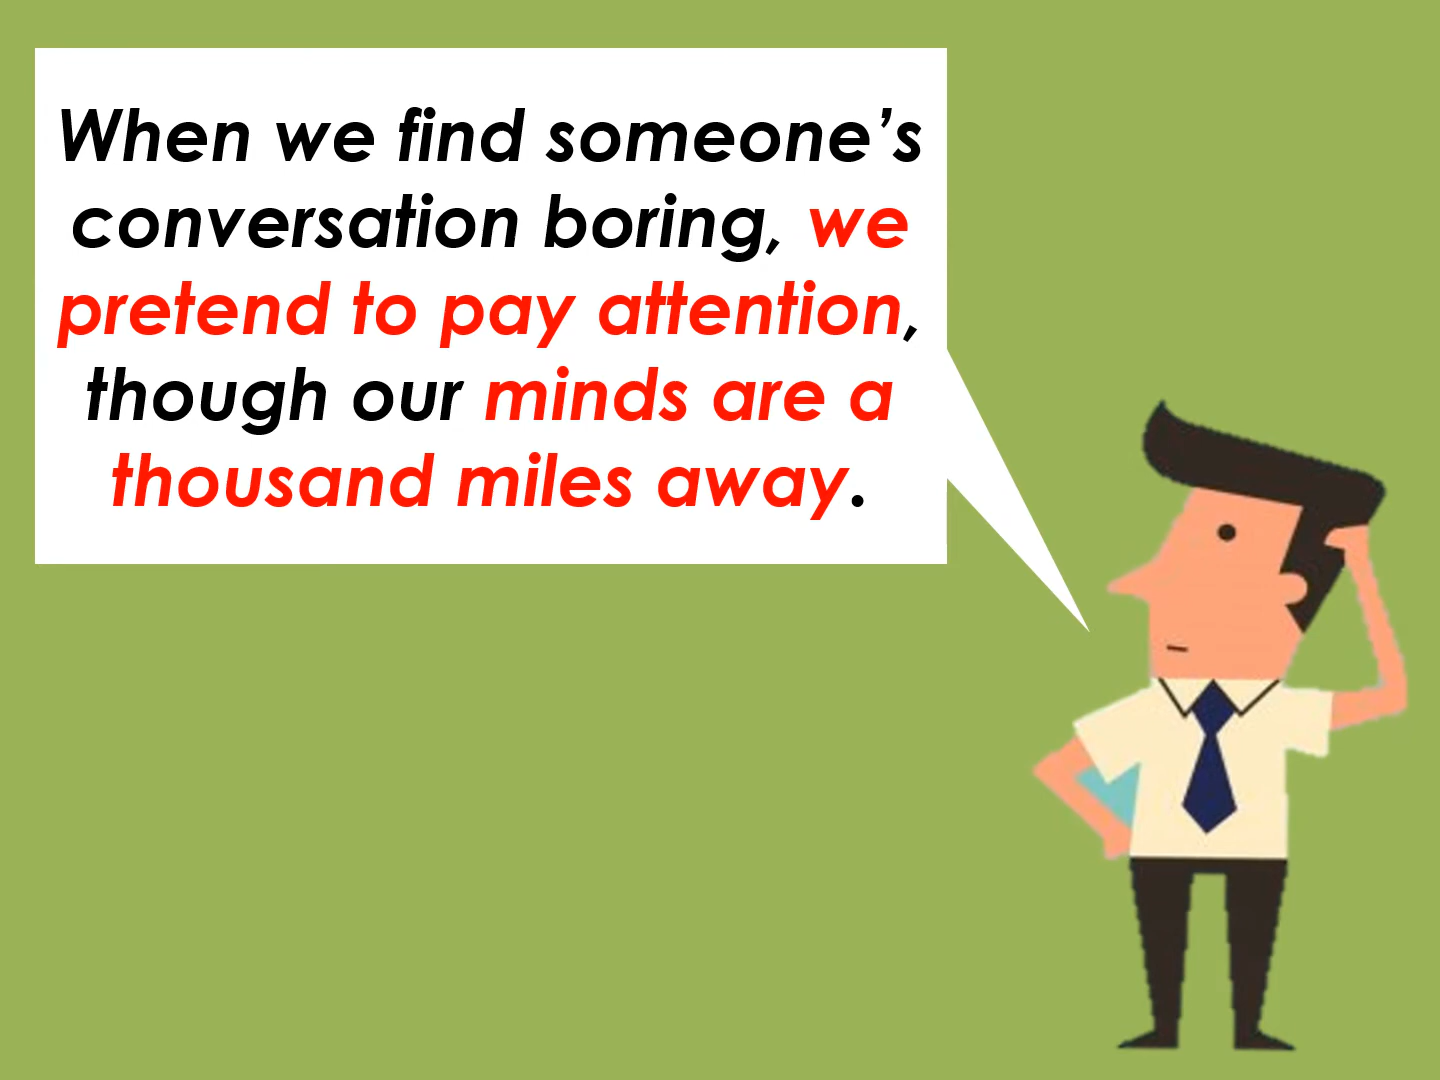 When we find someone’s
conversation boring, we
pretend to pay attention,
though our minds are a
thousand miles away.